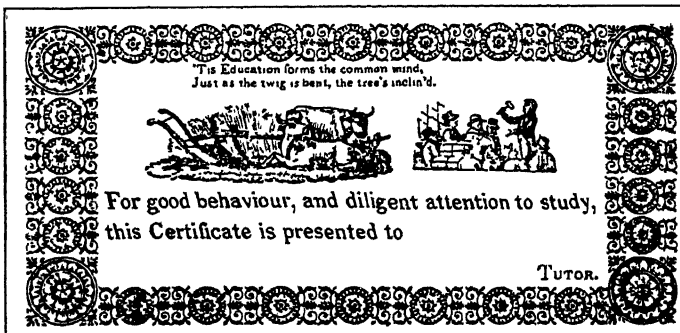 'Tis Education forms the common mind,
Just as the twig is bent, the tree's inclin'd.
For good behaviour, and diligent attention to study,
this Certificate is presented to
TUTOR.